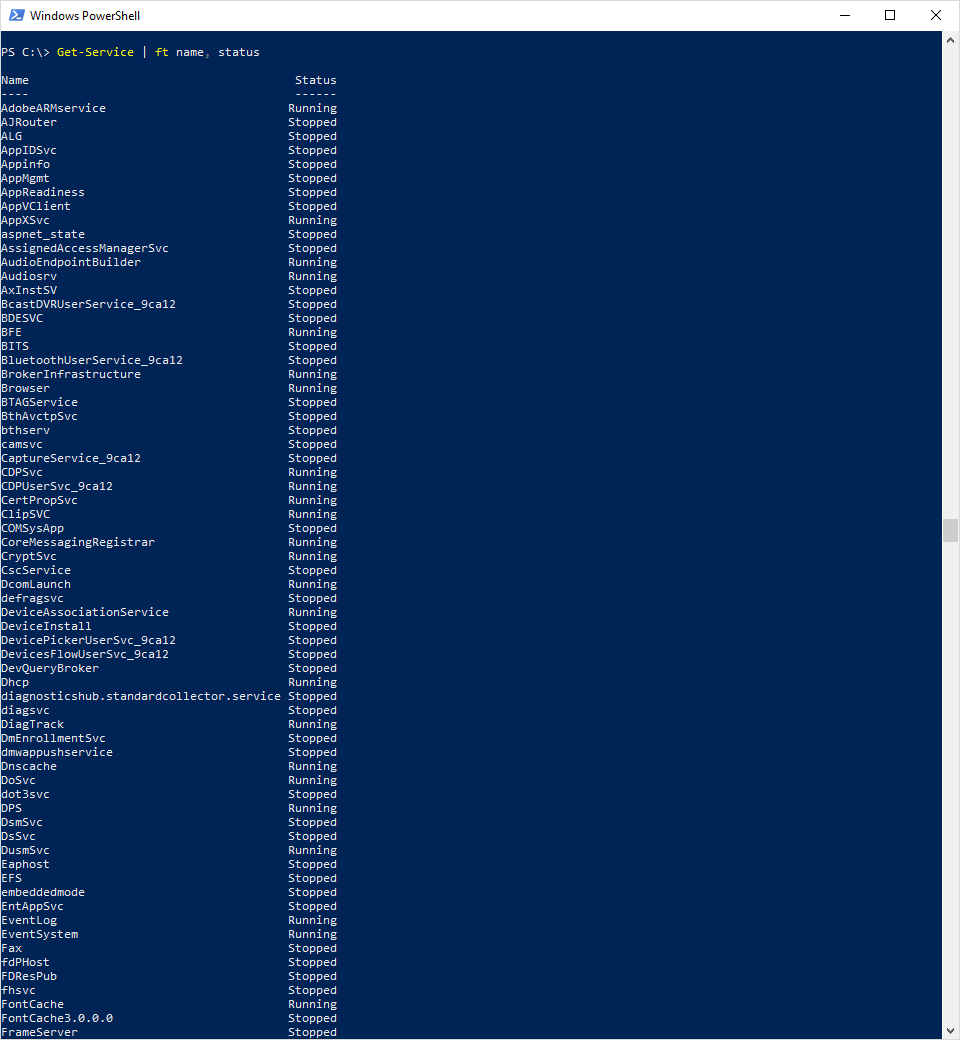 Windows PowerShell
PS C:\> Get-Service | ft name, status
Name Status
---- ------
AdobeARMservice Running
AJRouter Stopped
ALG Stopped
AppIDSvc Stopped
Appinfo Stopped
AppMgmt Stopped
AppReadiness Stopped
AppVClient Stopped
AppXSvc Running
aspnet_state Stopped
AssignedAccessManagerSvc Stopped
AudioEndpointBuilder Running
Audiosrv Running
AxInstSV Stopped
BcastDVRUserService_9ca12 Stopped
BDESVC Stopped
BFE Running
BITS Stopped
BluetoothUserService_9ca12 Stopped
BrokerInfrastructure Running
Browser Running
BTAGService Stopped
BthAvctpSvc Stopped
bthserv Stopped
camsvc Stopped
CaptureService_9ca12 Stopped
CDPSvc Running
CDPUserSvc_9ca12 Running
CertPropSvc Running
ClipSVC Running
COMSysApp Stopped
CoreMessagingRegistrar Running
CryptSvc Running
CscService Stopped
DcomLaunch Running
defragsvc Stopped
DeviceAssociationService Running
DeviceInstall Stopped
DevicePickerUserSvc_9ca12 Stopped
DevicesFlowUserSvc_9ca12 Stopped
DevQueryBroker Stopped
Dhcp Running
diagnosticshub.standardcollector.service Stopped
diagsvc Stopped
DiagTrack Running
DmEnrollmentSvc Stopped
dmwappushservice Stopped
Dnscache Running
DoSvc Running
dot3svc Stopped
DPS Running
DsmSvc Stopped
DsSvc Stopped
DusmSvc Running
Eaphost Stopped
EFS Stopped
embeddedmode Stopped
EntAppSvc Stopped
EventLog Running
EventSystem Running
Fax Stopped
fdPHost Stopped
FDResPub Stopped
fhsvc Stopped
FontCache Running
FontCache3.0.0.0 Stopped
FrameServer Stopped